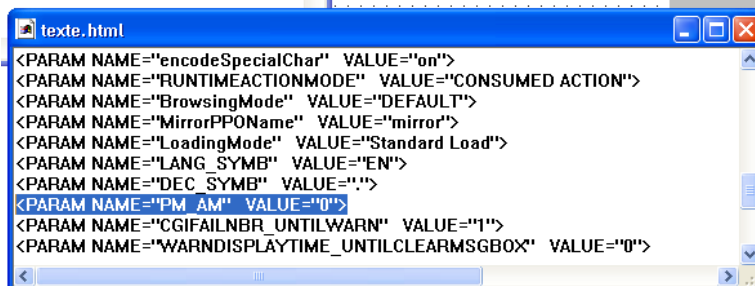 texte.html
<PARAM NAME="encodeSpecialChar"  VALUE="on">
<PARAM NAME="RUNTIMEACTIONMODE"  VALUE="CONSUMED ACTION">
<PARAM NAME="BrowsingMode"  VALUE="DEFAULT">
<PARAM NAME="MirrorPPOName"  VALUE="mirror">
<PARAM NAME="LoadingMode"  VALUE="Standard Load">
<PARAM NAME="LANG_SYMB"  VALUE="EN">
<PARAM NAME="DEC_SYMB"  VALUE=".">
<PARAM NAME="PM_AM"  VALUE="0">
<PARAM NAME="CGIFAILNBR_UNTILWARN"  VALUE="1">
<PARAM NAME="WARNDISPLAYTIME_UNTILCLEARMSGBOX"  VALUE="0">